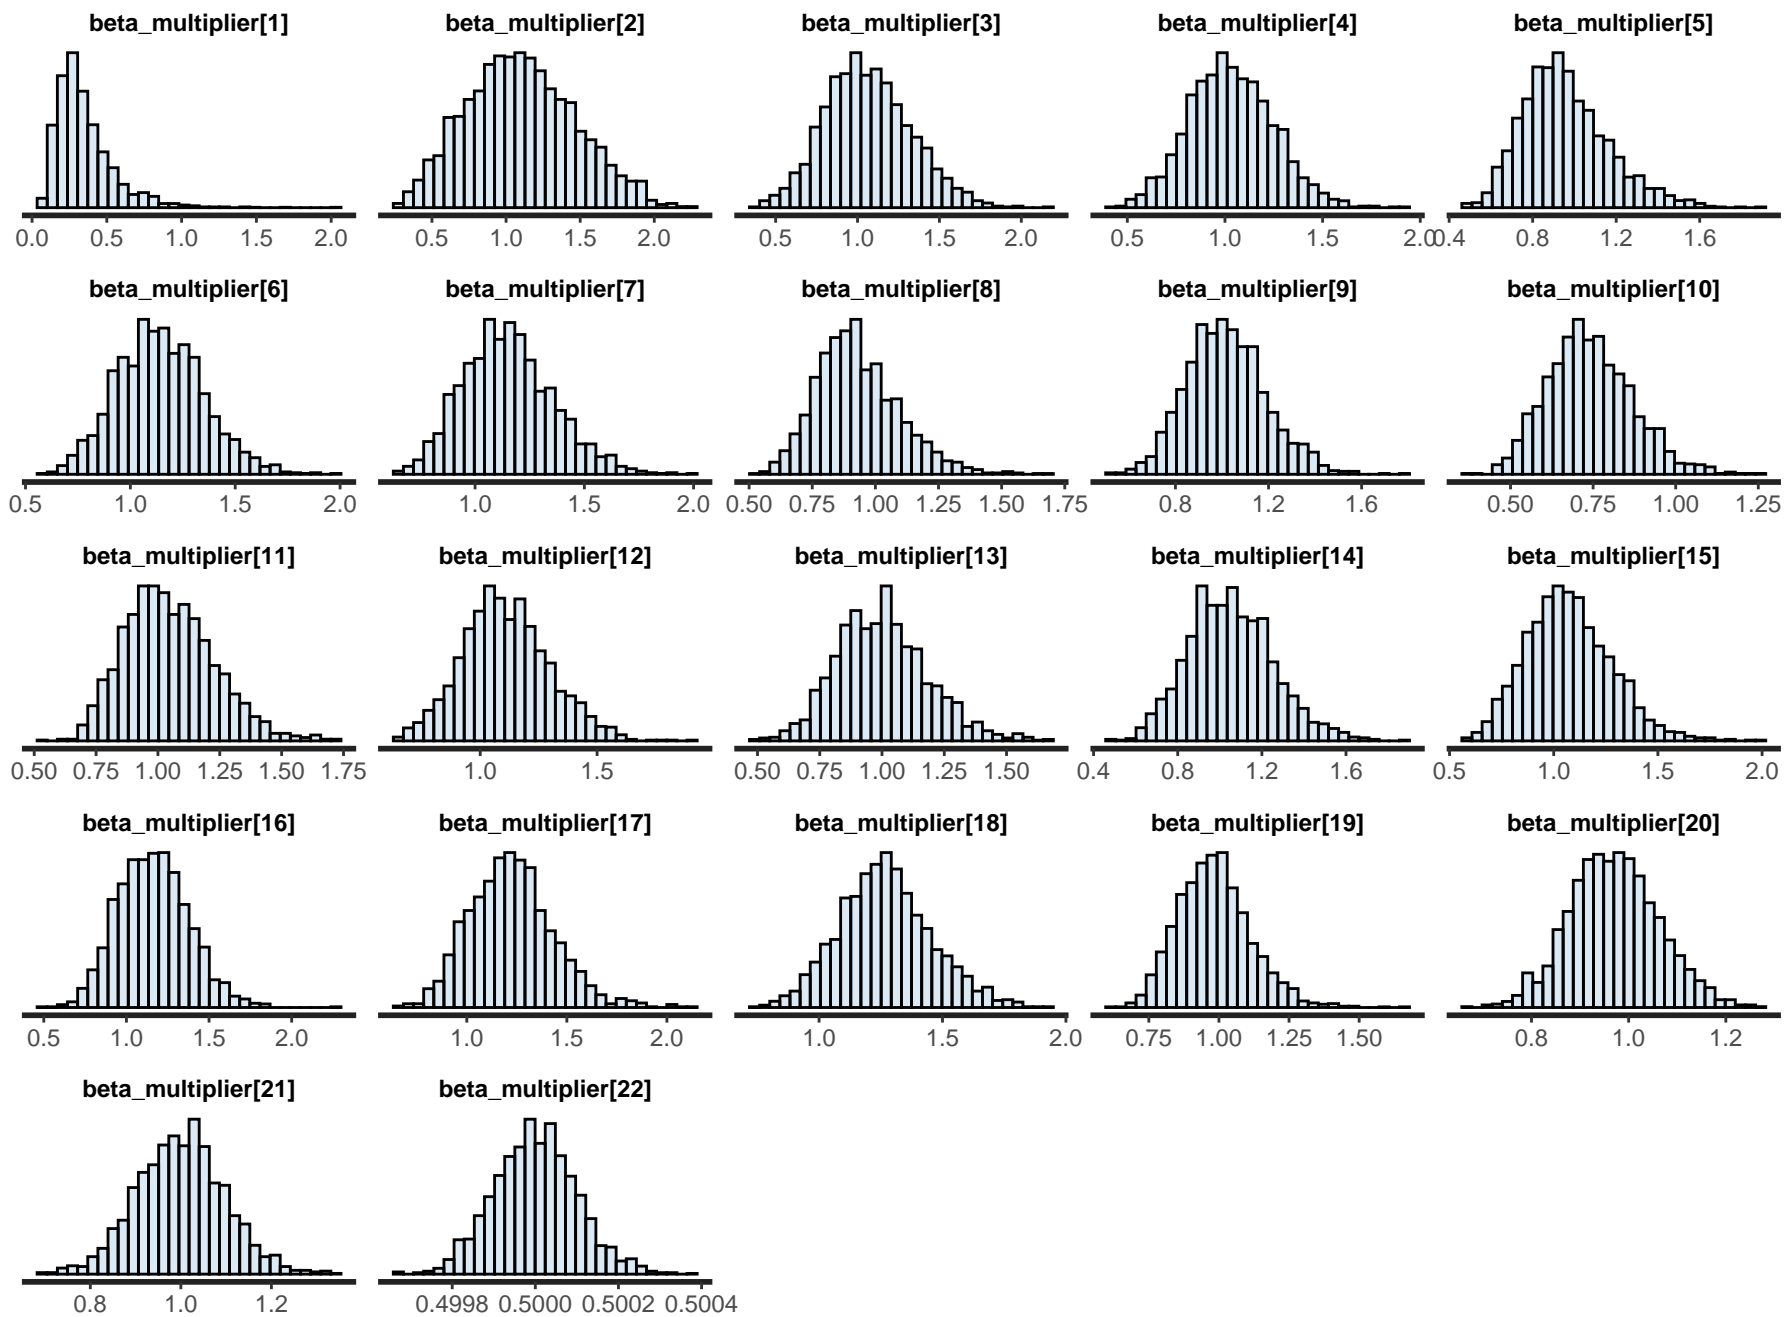 beta_multiplier[1] beta_multiplier[2] beta_multiplier[3] beta_multiplier[4] beta_multiplier[5]
0.0 0.5 1.0 1.5 2.0 0.5 1.0 1.5 2.0 0.5 1.0 1.5 2.0 0.5 1.0 1.5 2.0 0.4 0.8 1.2 1.6
beta_multiplier[6] beta_multiplier[7] beta_multiplier[8] beta_multiplier[9] beta_multiplier[10]
0.5 1.0 1.5 2.0 1.0 1.5 2.0 0.50 0.75 1.00 1.25 1.50 1.75 0.8 1.2 1.6 0.50 0.75 1.00 1.25
beta_multiplier[11] beta_multiplier[12] beta_multiplier[13] beta_multiplier[14] beta_multiplier[15]
0.50 0.75 1.00 1.25 1.50 1.75 1.0 1.5 0.50 0.75 1.00 1.25 1.50 0.4 0.8 1.2 1.6 0.5 1.0 1.5 2.0
beta_multiplier[16] beta_multiplier[17] beta_multiplier[18] beta_multiplier[19] beta_multiplier[20]
0.5 1.0 1.5 2.0 1.0 1.5 2.0 1.0 1.5 2.0 0.75 1.00 1.25 1.50 0.8 1.0 1.2
beta_multiplier[21] beta_multiplier[22]
0.8 1.0 1.2 0.4998 0.5000 0.5002 0.5004